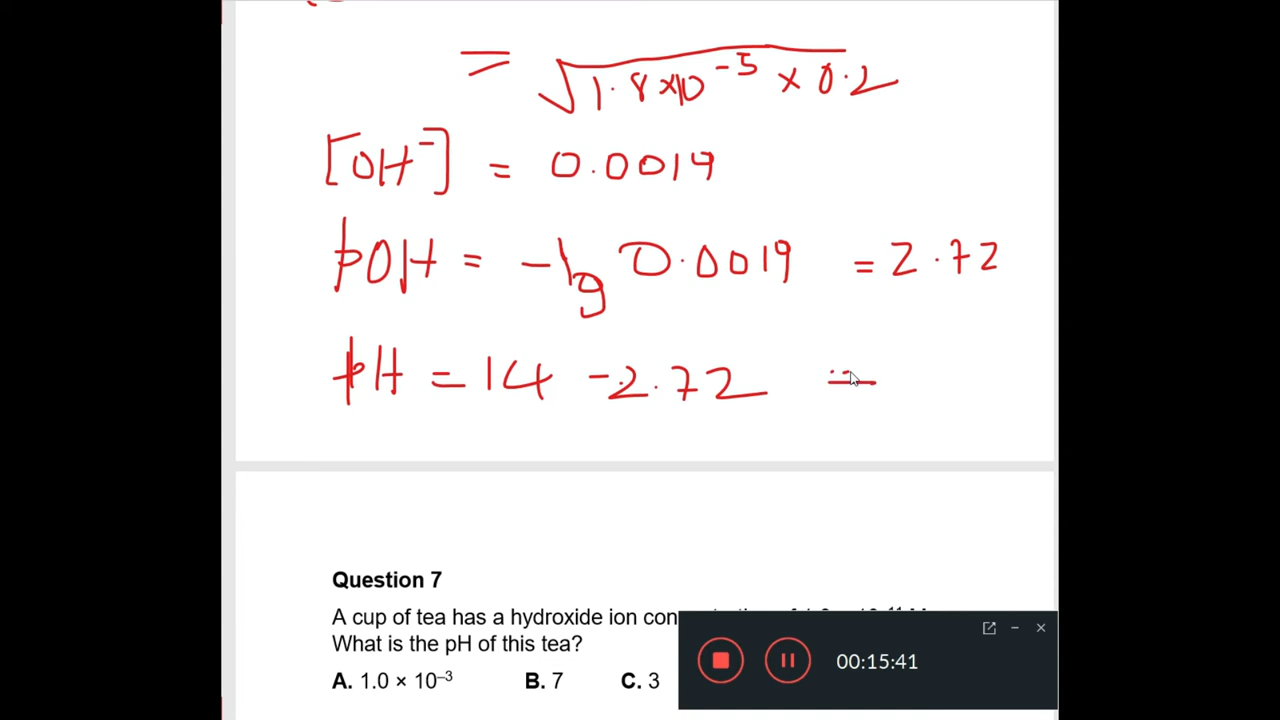 = √1.8×10⁻⁵ × 0.2
[OH⁻] = 0.0019
pOH = -lg 0.0019 = 2.72
pH = 14 - 2.72 =
Question 7
A cup of tea has a hydroxide ion con
What is the pH of this tea?
A. 1.0 × 10⁻³ B. 7 C. 3
00:15:41